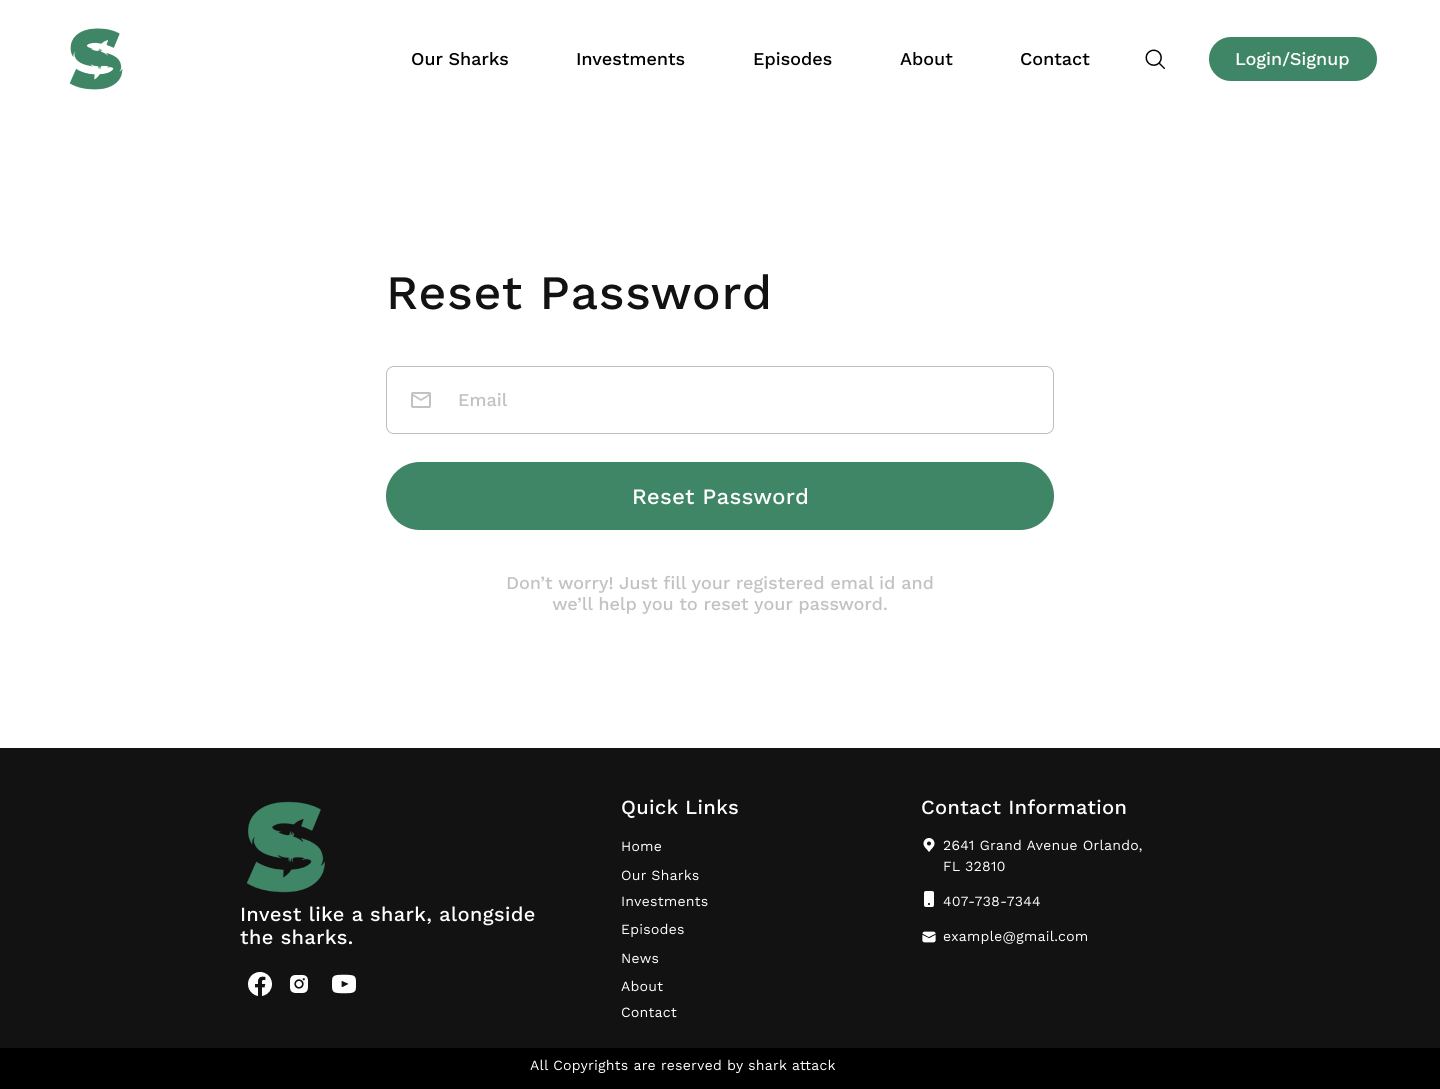 S
Our Sharks Investments Episodes About Contact Login/Signup
Reset Password
Email
Reset Password
Don’t worry! Just fill your registered emal id and
we’ll help you to reset your password.
S
Invest like a shark, alongside
the sharks.
Quick Links
Home
Our Sharks
Investments
Episodes
News
About
Contact
Contact Information
2641 Grand Avenue Orlando,
FL 32810
407-738-7344
example@gmail.com
All Copyrights are reserved by shark attack